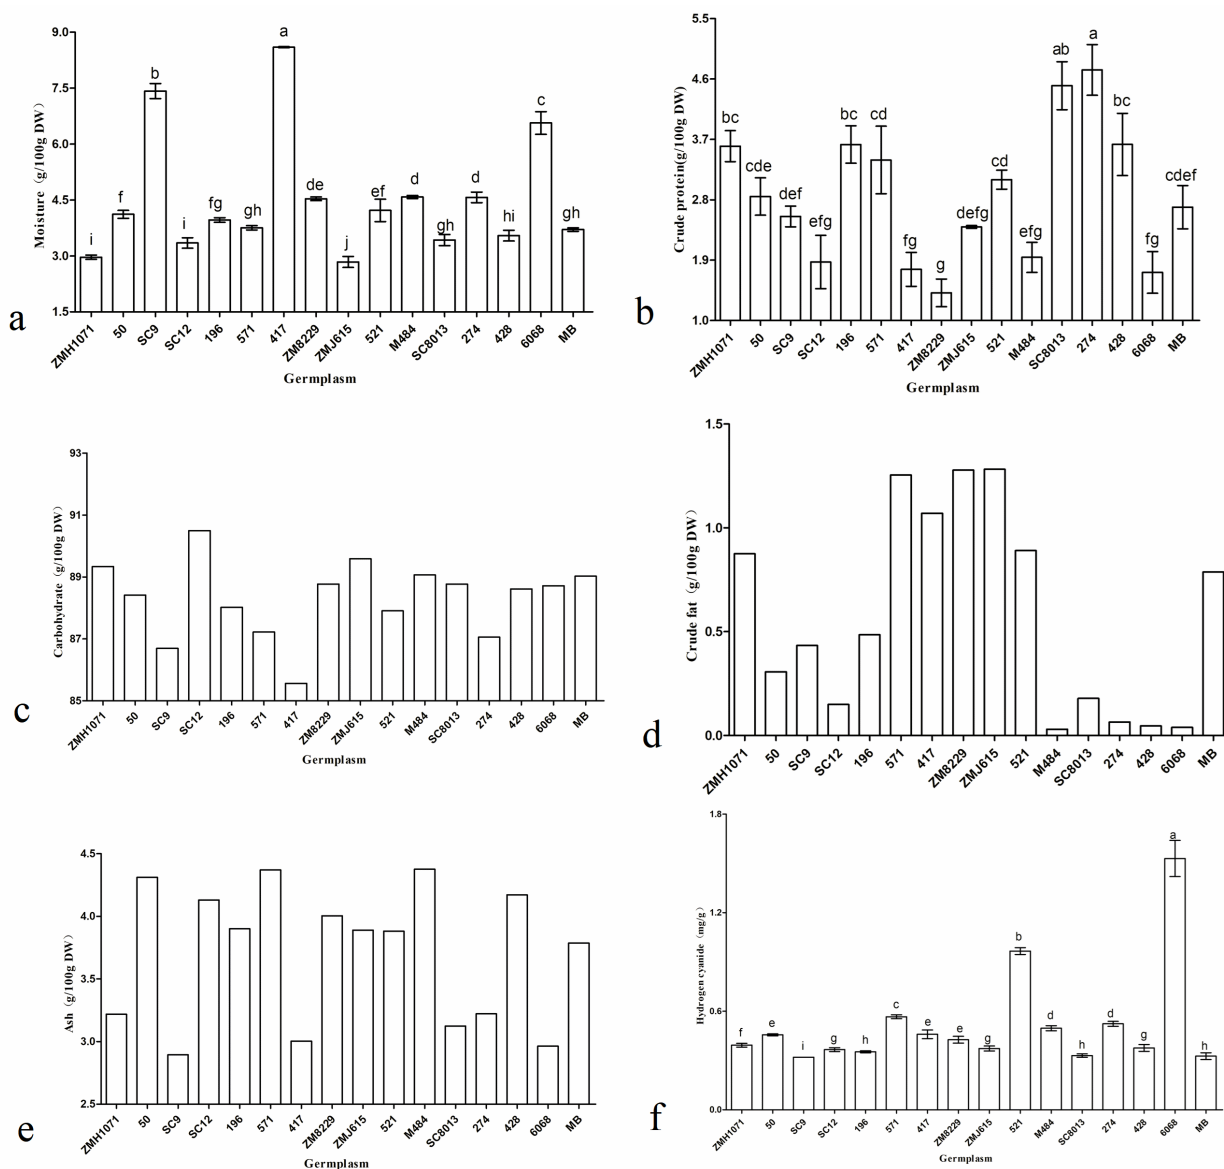 a
Moisture（g/100g DW）
9.0
7.5
6.0
4.5
3.0
1.5
i
f
b
i
fg
gh
a
de
j
ef
d
gh
d
hi
c
gh
ZMH1071
50
SC9
SC12
196
571
417
ZM8229
ZMJ615
521
M484
SC8013
274
428
6068
MB
Germplasm
b
Crude protein(g/100g DW)
5.5
4.6
3.7
2.8
1.9
1.0
bc
cde
def
efg
bc
cd
fg
g
defg
cd
efg
ab
a
bc
fg
cdef
ZMH1071
50
SC9
SC12
196
571
417
ZM8229
ZMJ615
521
M484
SC8013
274
428
6068
MB
Germplasm
c
Carbohydrate（g/100g DW）
93
91
89
87
85
ZMH1071
50
SC9
SC12
196
571
417
ZM8229
ZMJ615
521
M484
SC8013
274
428
6068
MB
Germplasm
d
Crude fat（g/100g DW）
1.5
1.0
0.5
0.0
ZMH1071
50
SC9
SC12
196
571
417
ZM8229
ZMJ615
521
M484
SC8013
274
428
6068
MB
e
Ash（g/100g DW）
4.5
4.0
3.5
3.0
2.5
ZMH1071
50
SC9
SC12
196
571
417
ZM8229
ZMJ615
521
M484
SC8013
274
428
6068
MB
Germplasm
f
Hydrogen cyanide（mg/g）
1.8
1.2
0.6
0.0
f
e
i
g
h
c
e
e
g
b
d
h
d
g
a
h
ZMH1071
50
SC9
SC12
196
571
417
ZM8229
ZMJ615
521
M484
SC8013
274
428
6068
MB
Germplasm